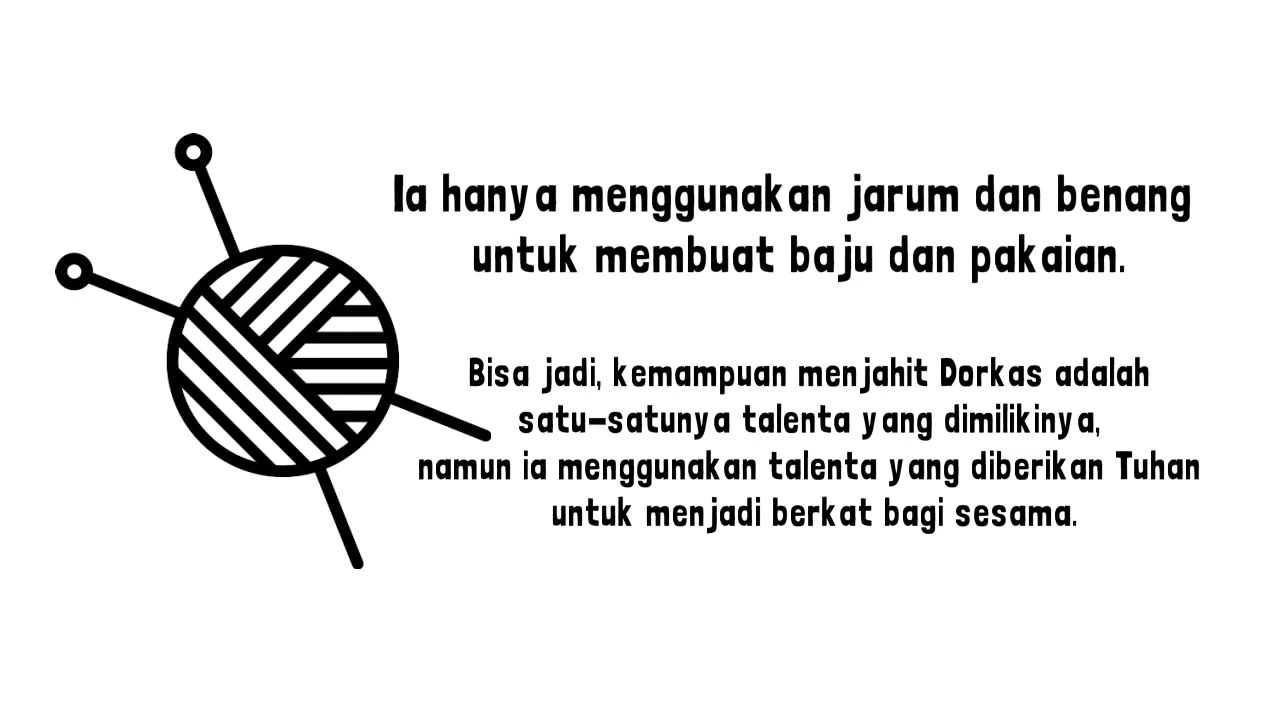 Ia hanya menggunakan jarum dan benang
untuk membuat baju dan pakaian.
Bisa jadi, kemampuan menjahit Dorkas adalah
satu-satunya talenta yang dimilikinya,
namun ia menggunakan talenta yang diberikan Tuhan
untuk menjadi berkat bagi sesama.